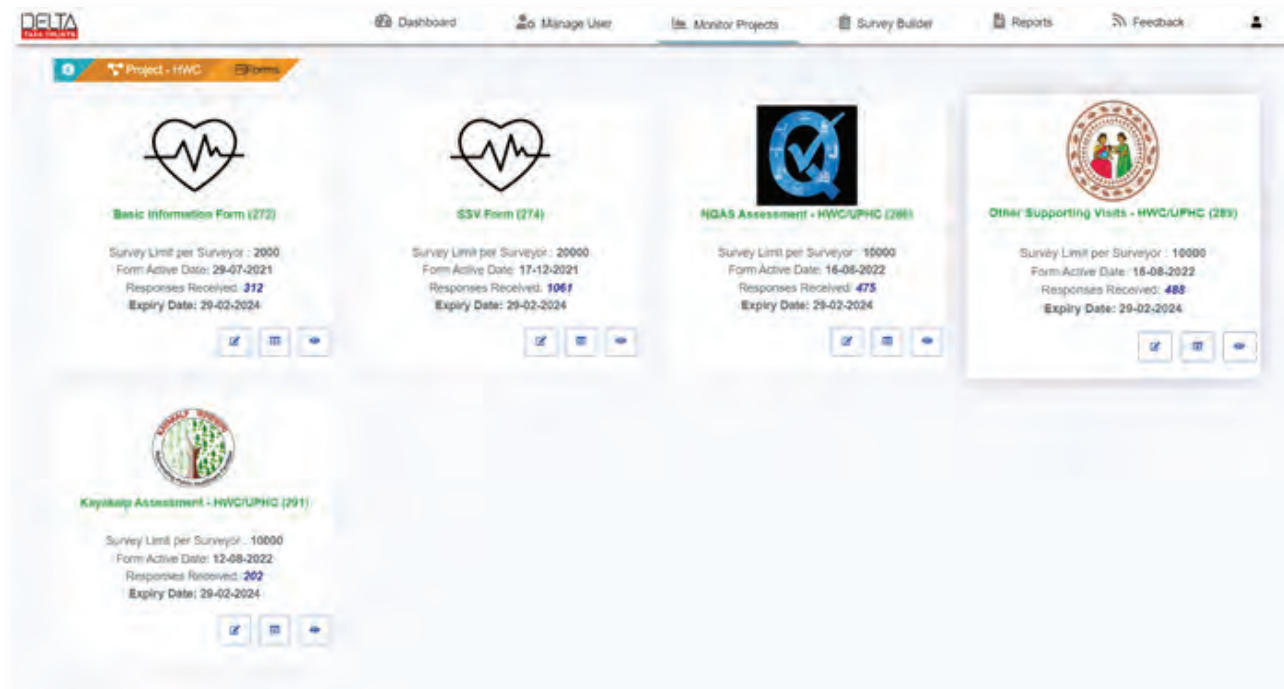 DELTA
TATA TRUSTS
Dashboard
Manage User
Monitor Projects
Survey Builder
Reports
Feedback
Project - HWC
Forms
Basic Information Form (272)
Survey Limit per Surveyor : 2000
Form Active Date: 29-07-2021
Responses Received: 312
Expiry Date: 29-02-2024
SSV Form (274)
Survey Limit per Surveyor : 20000
Form Active Date: 17-12-2021
Responses Received: 1061
Expiry Date: 29-02-2024
NQAS Assessment - HWC/UPHC (286)
Survey Limit per Surveyor : 10000
Form Active Date: 16-08-2022
Responses Received: 475
Expiry Date: 29-02-2024
Other Supporting Visits - HWC/UPHC (289)
Survey Limit per Surveyor : 10000
Form Active Date: 16-08-2022
Responses Received: 488
Expiry Date: 29-02-2024
KAYAKALP
Kayakalp Assessment - HWC/UPHC (291)
Survey Limit per Surveyor : 10000
Form Active Date: 12-08-2022
Responses Received: 202
Expiry Date: 29-02-2024